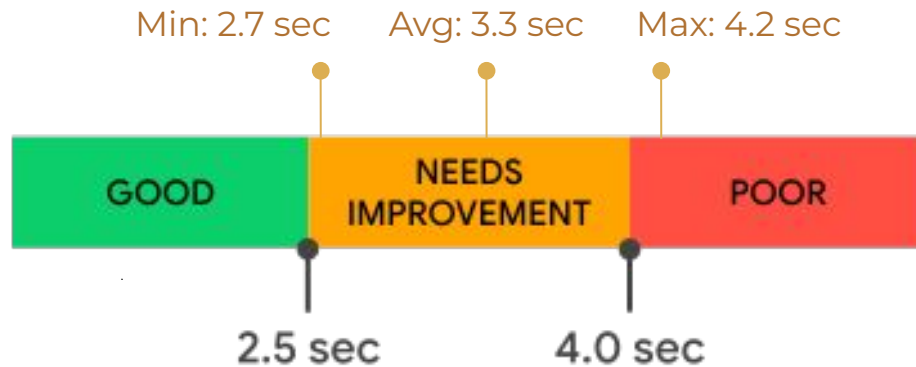 Min: 2.7 sec Avg: 3.3 sec Max: 4.2 sec
GOOD
NEEDS
IMPROVEMENT
POOR
2.5 sec
4.0 sec